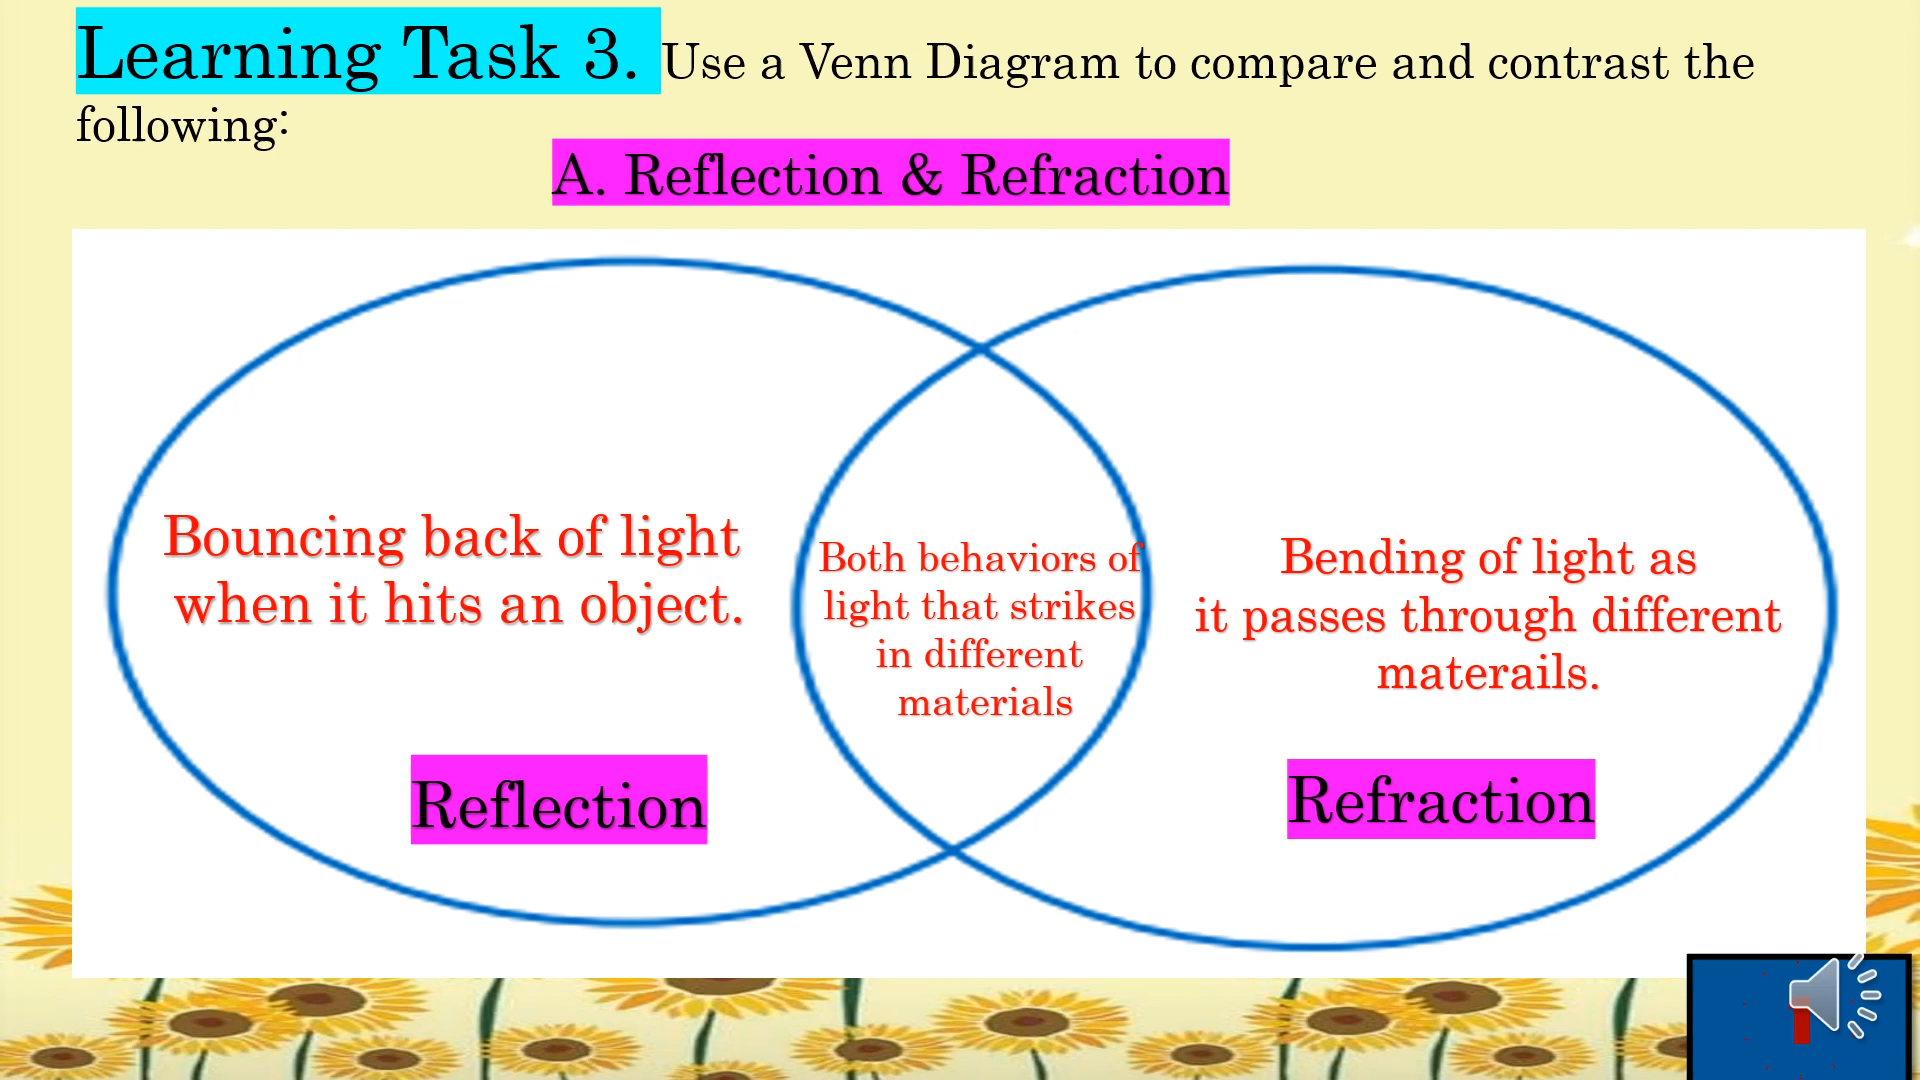 Learning Task 3. Use a Venn Diagram to compare and contrast the
following:
A. Reflection & Refraction
Bouncing back of light
when it hits an object.
Both behaviors of
light that strikes
in different
materials
Bending of light as
it passes through different
materails.
Reflection
Refraction